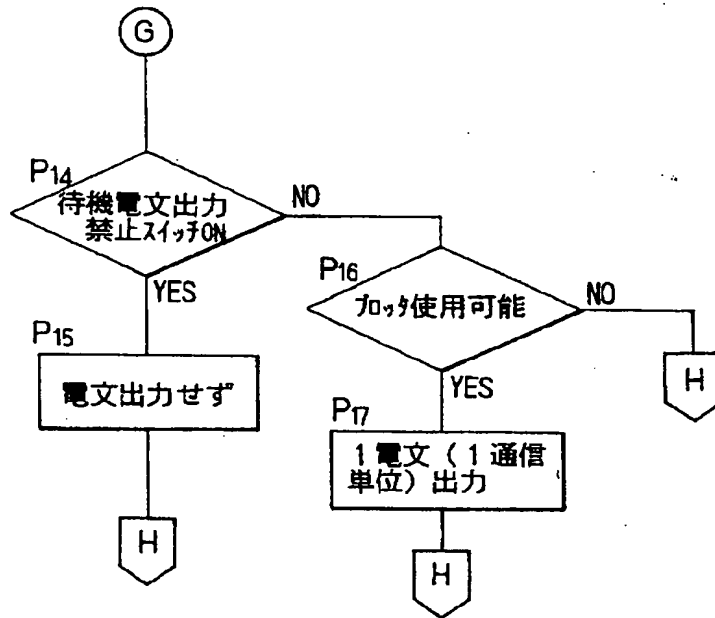 G
P14
待機電文出力
禁止スイッチON
NO
YES
P15
電文出力せず
H
P16
プロッタ使用可能
NO
H
YES
P17
1電文(1通信
単位)出力
H